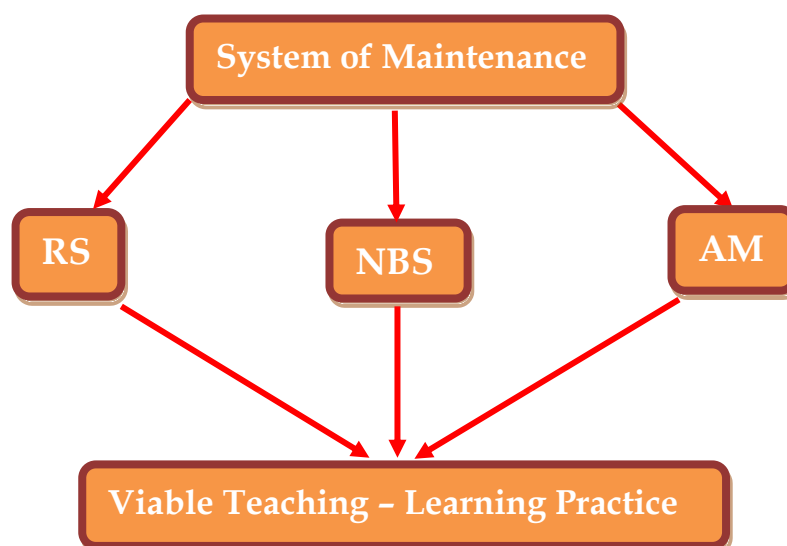 System of Maintenance
RS
NBS
AM
Viable Teaching – Learning Practice